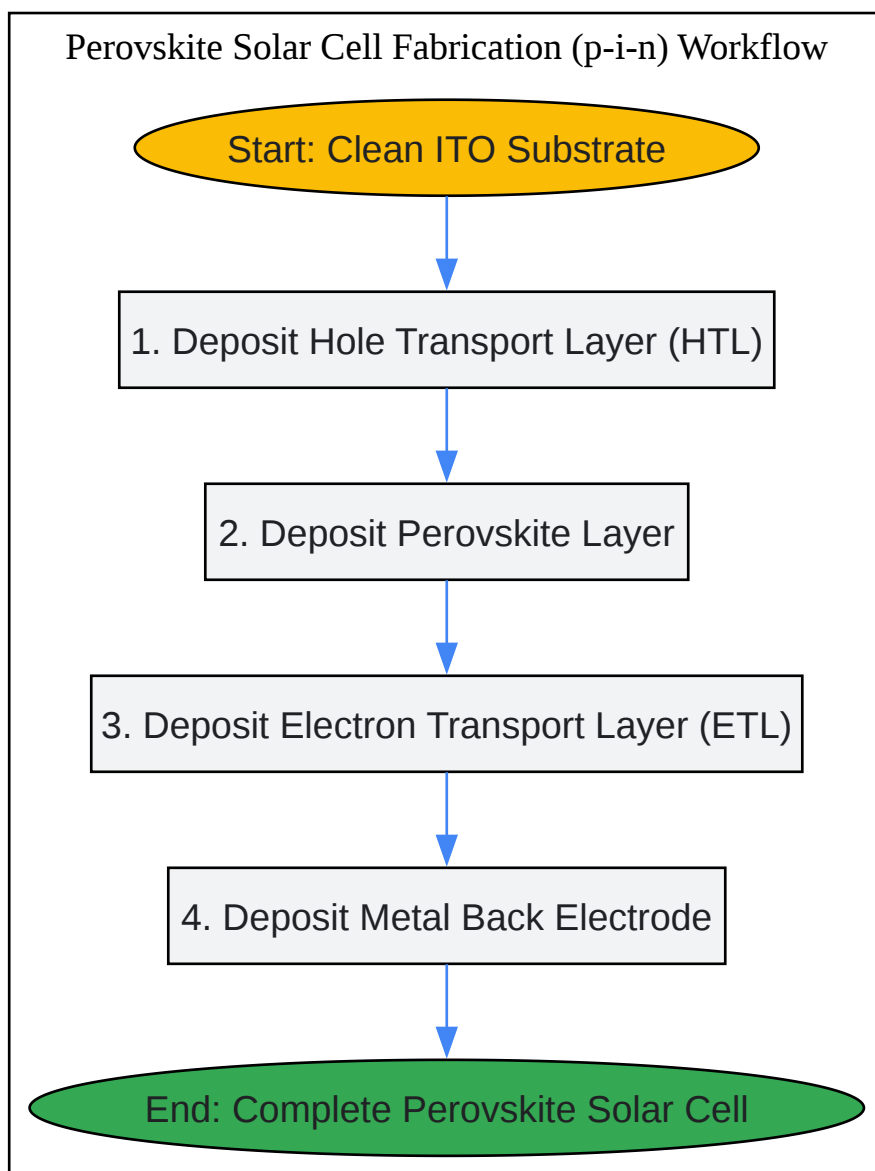 Perovskite Solar Cell Fabrication (p-i-n) Workflow
Start: Clean ITO Substrate
1. Deposit Hole Transport Layer (HTL)
2. Deposit Perovskite Layer
3. Deposit Electron Transport Layer (ETL)
4. Deposit Metal Back Electrode
End: Complete Perovskite Solar Cell